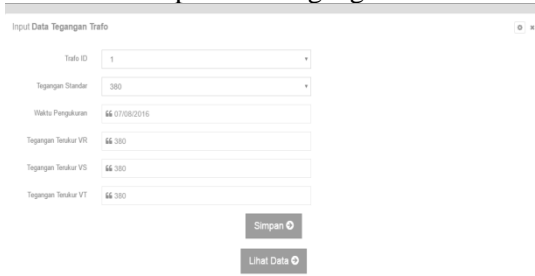 Input Data Tegangan Trafo
Trafo ID 1
Tegangan Standar 380
Waktu Pengukuran 07/08/2016
Tegangan Terukur VR 380
Tegangan Terukur VS 380
Tegangan Terukur VT 380
Simpan
Lihat Data